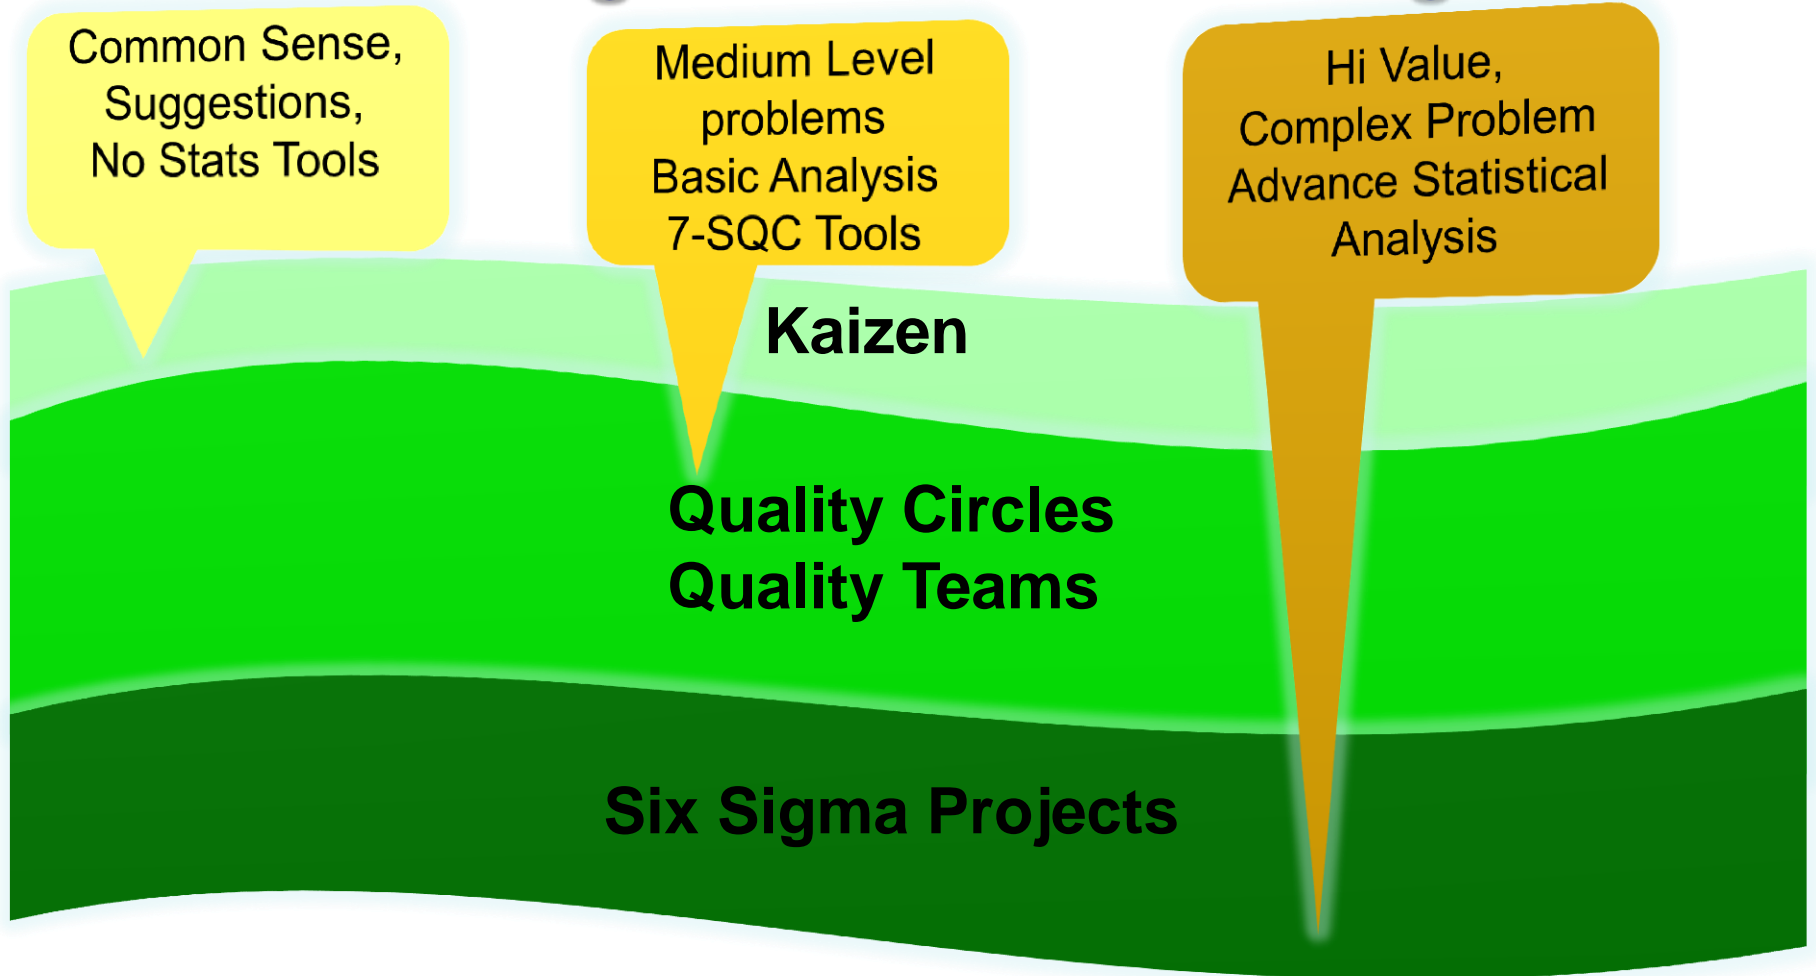 Common Sense,
Suggestions,
No Stats Tools
Medium Level
problems
Basic Analysis
7-SQC Tools
Hi Value,
Complex Problem
Advance Statistical
Analysis
Kaizen
Quality Circles
Quality Teams
Six Sigma Projects